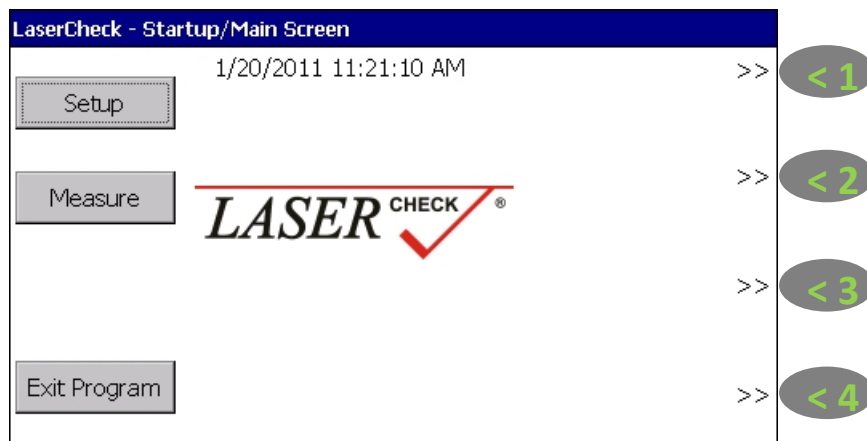 LaserCheck - Startup/Main Screen
1/20/2011 11:21:10 AM
>>
< 1
Setup
>>
< 2
Measure
LASER CHECK ®
>>
< 3
Exit Program
>>
< 4